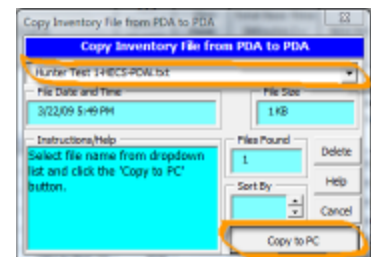 Copy Inventory File from PDA to PDA
Copy Inventory File from PDA to PDA
Hunter Test 1-HECS-PDW.txt
File Date and Time
File Size
3/22/09 5:49 PM
1 KB
Instructions/Help
Files Found
Select file name from dropdown
list and click the 'Copy to PC'
button.
1
Delete
Sort By
Help
Cancel
Copy to PC